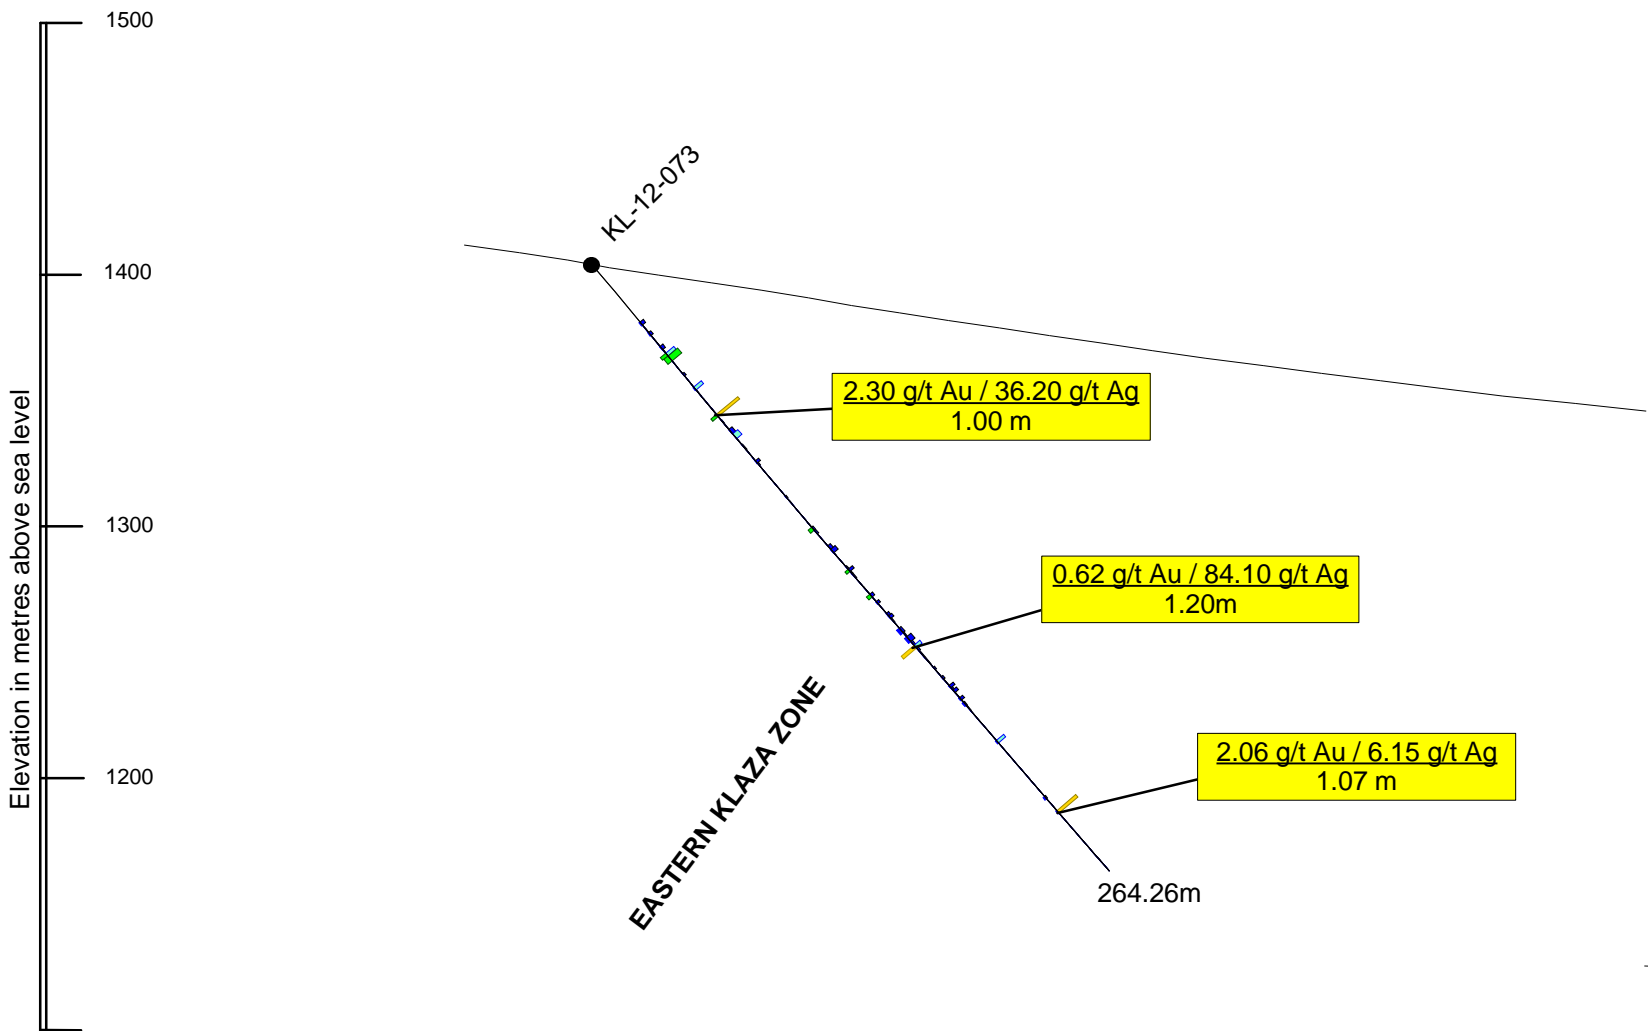 1500
KL-12-073
1400
2.30 g/t Au / 36.20 g/t Ag
1.00 m
Elevation in metres above sea level
1300
0.62 g/t Au / 84.10 g/t Ag
1.20m
EASTERN KLAZA ZONE
2.06 g/t Au / 6.15 g/t Ag
1.07 m
1200
264.26m